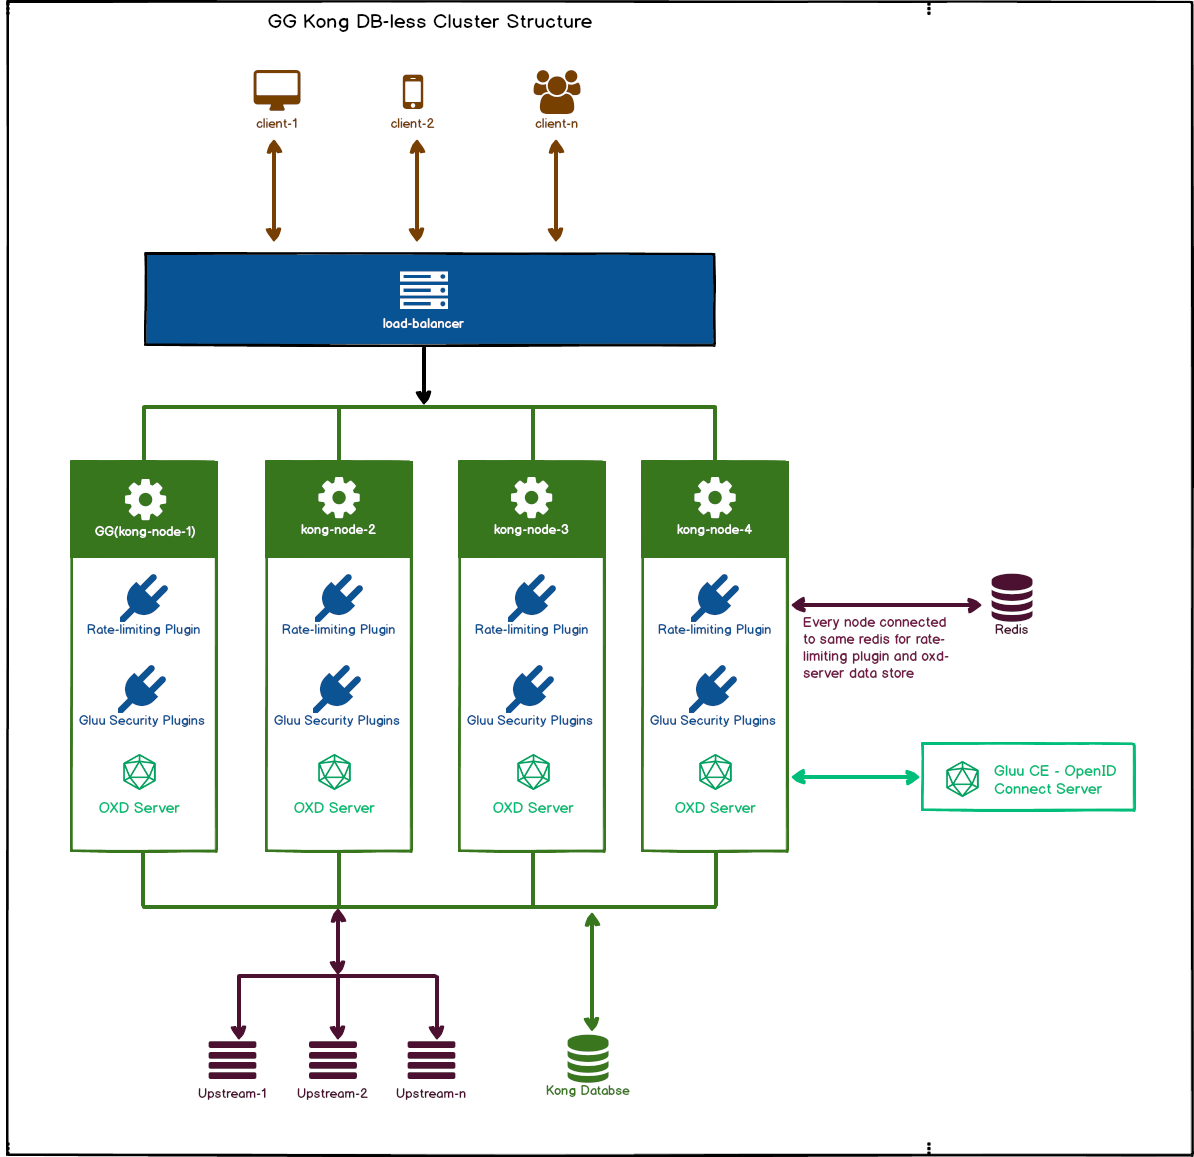 GG Kong DB-less Cluster Structure
client-1
client-2
client-n
load-balancer
GG(kong-node-1)
kong-node-2
kong-node-3
kong-node-4
Rate-limiting Plugin
Rate-limiting Plugin
Rate-limiting Plugin
Rate-limiting Plugin
Redis
Every node connected
to same redis for rate-
limiting plugin and oxd-
server data store
Gluu Security Plugins
Gluu Security Plugins
Gluu Security Plugins
Gluu Security Plugins
OXD Server
OXD Server
OXD Server
OXD Server
Gluu CE - OpenID
Connect Server
Upstream-1
Upstream-2
Upstream-n
Kong Databse